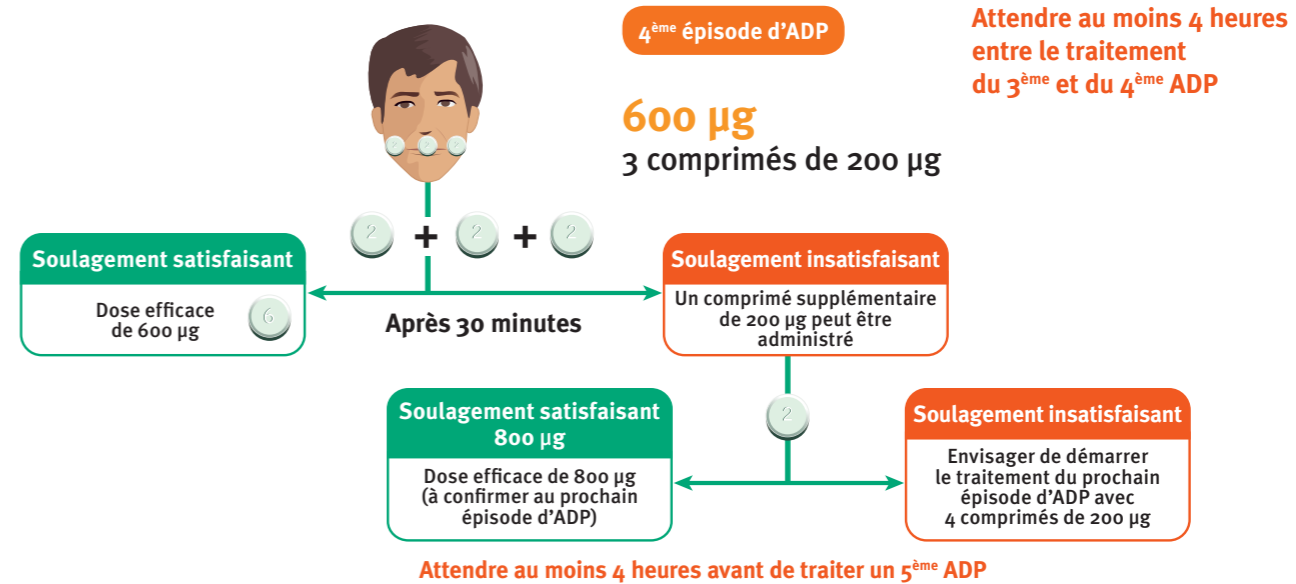 4ème épisode d'ADP
Attendre au moins 4 heures
entre le traitement
du 3ème et du 4ème ADP
600 µg
3 comprimés de 200 µg
2 + 2 + 2
Soulagement satisfaisant
Dose efficace
de 600 µg
6
Après 30 minutes
Soulagement insatisfaisant
Un comprimé supplémentaire
de 200 µg peut être
administré
2
Soulagement satisfaisant
800 µg
Dose efficace de 800 µg
(à confirmer au prochain
épisode d'ADP)
Soulagement insatisfaisant
Envisager de démarrer
le traitement du prochain
épisode d'ADP avec
4 comprimés de 200 µg
Attendre au moins 4 heures avant de traiter un 5ème ADP